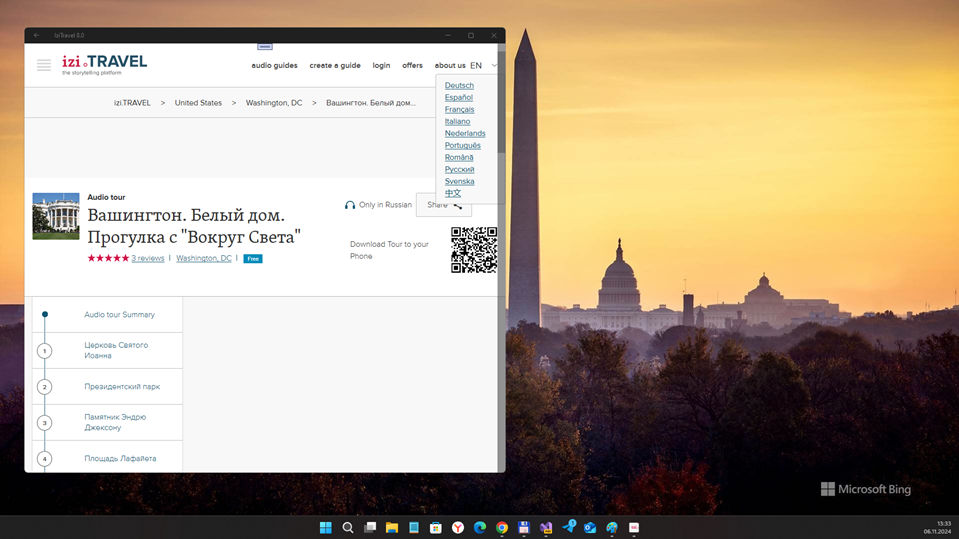 IziTravel 8.0
izi.TRAVEL
the storytelling platform
audio guides create a guide login offers about us EN
Deutsch
Español
Français
Italiano
Nederlands
Português
Română
Русский
Svenska
中文
izi.TRAVEL > United States > Washington, DC > Вашингтон. Белый дом...
Audio tour
Вашингтон. Белый дом.
Прогулка с "Вокруг Света"
3 reviews | Washington, DC | Free
Only in Russian
Share
Download Tour to your
Phone
Audio tour Summary
1 Церковь Святого
Иоанна
2 Президентский парк
3 Памятник Эндрю
Джексону
4 Площадь Лафайета
Microsoft Bing
13:33
06.11.2024